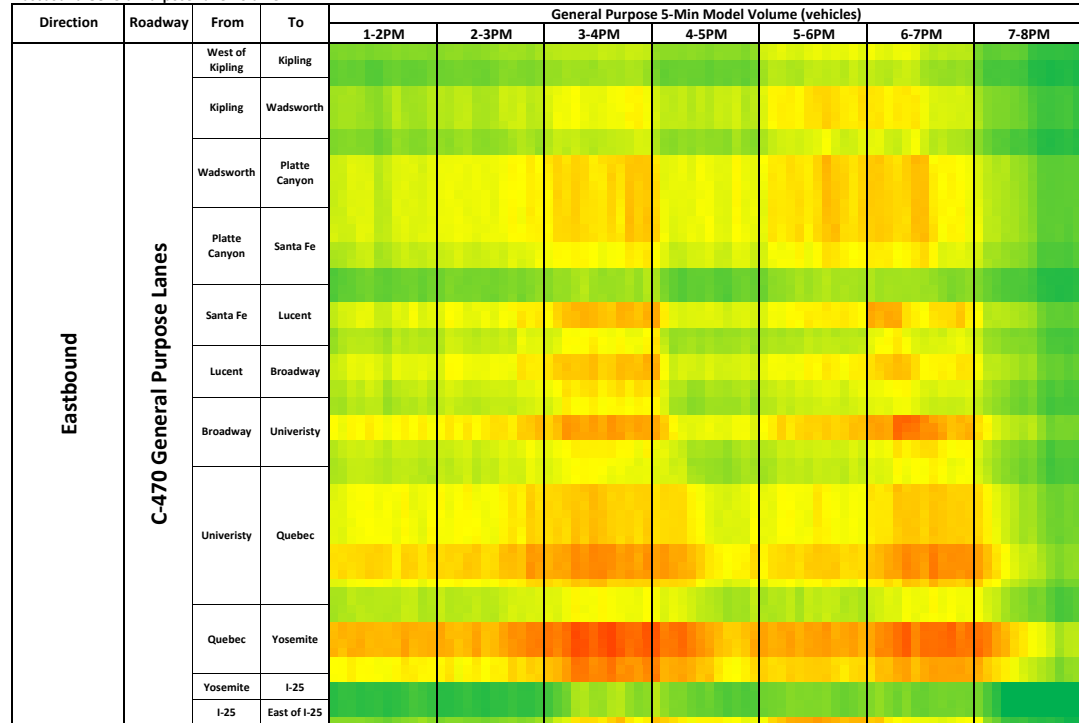 Direction
Roadway
From
To
General Purpose 5-Min Model Volume (vehicles)
1-2PM
2-3PM
3-4PM
4-5PM
5-6PM
6-7PM
7-8PM
Eastbound
C-470 General Purpose Lanes
West of
Kipling
Kipling
Kipling
Wadsworth
Wadsworth
Platte
Canyon
Platte
Canyon
Santa Fe
Santa Fe
Lucent
Lucent
Broadway
Broadway
Univeristy
Univeristy
Quebec
Quebec
Yosemite
Yosemite
I-25
I-25
East of I-25